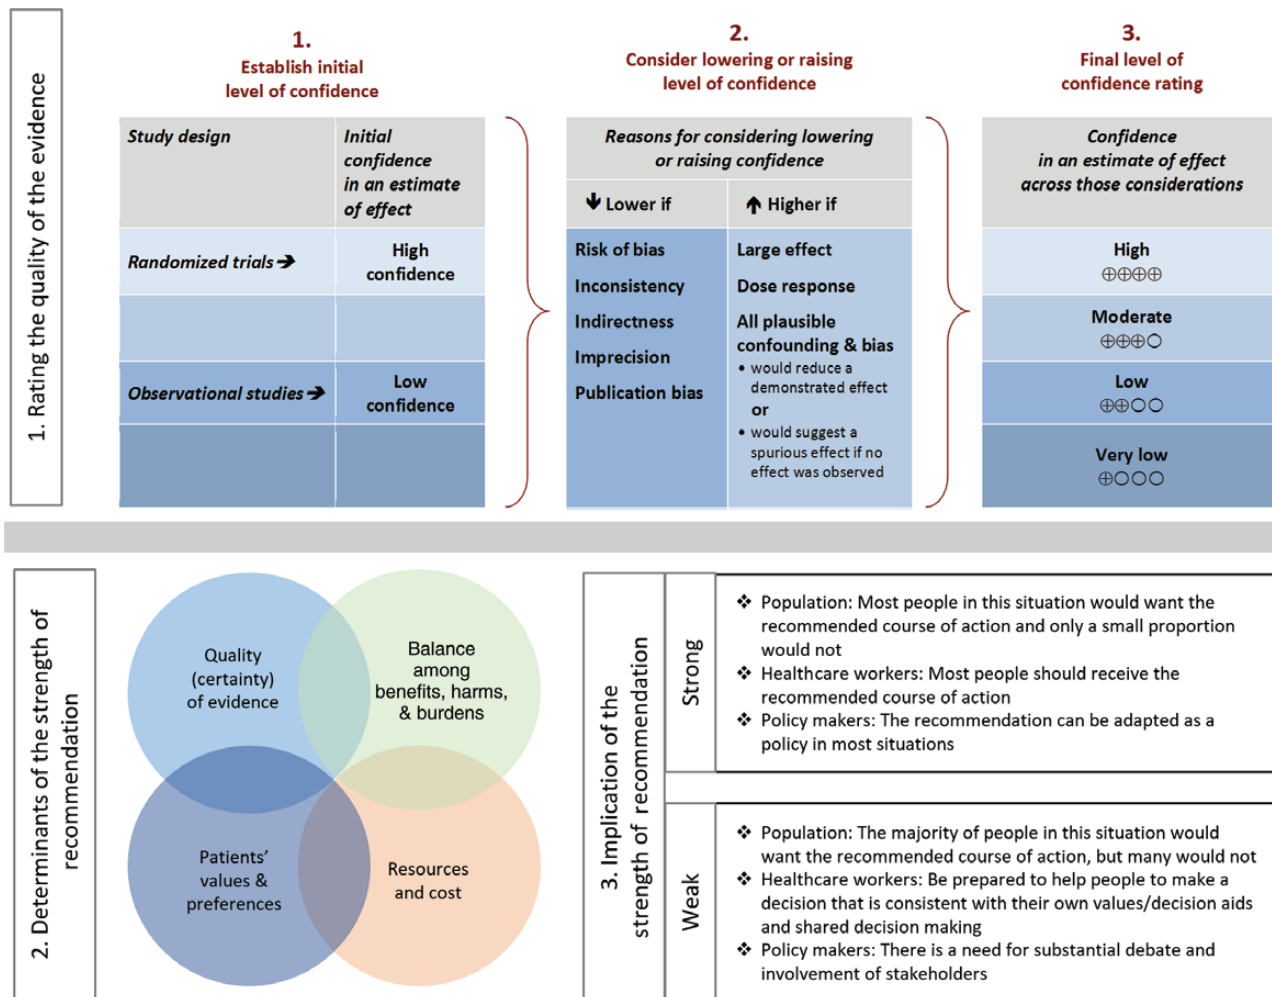 1. Rating the quality of the evidence
1.
Establish initial
level of confidence
2.
Consider lowering or raising
level of confidence
3.
Final level of
confidence rating
Study design
Initial
confidence
in an estimate
of effect
Randomized trials ➔
High
confidence
Observational studies ➔
Low
confidence
Reasons for considering lowering
or raising confidence
🡇 Lower if
🡅 Higher if
Risk of bias
Inconsistency
Indirectness
Imprecision
Publication bias
Large effect
Dose response
All plausible
confounding & bias
• would reduce a
demonstrated effect
or
• would suggest a
spurious effect if no
effect was observed
Confidence
in an estimate of effect
across those considerations
High
⊕⊕⊕⊕
Moderate
⊕⊕⊕○
Low
⊕⊕○○
Very low
⊕○○○
2. Determinants of the strength of
recommendation
Quality
(certainty)
of evidence
Balance
among
benefits, harms,
& burdens
Patients’
values &
preferences
Resources
and cost
3. Implication of the
strength of recommendation
Strong
❖ Population: Most people in this situation would want the
recommended course of action and only a small proportion
would not
❖ Healthcare workers: Most people should receive the
recommended course of action
❖ Policy makers: The recommendation can be adapted as a
policy in most situations
Weak
❖ Population: The majority of people in this situation would
want the recommended course of action, but many would not
❖ Healthcare workers: Be prepared to help people to make a
decision that is consistent with their own values/decision aids
and shared decision making
❖ Policy makers: There is a need for substantial debate and
involvement of stakeholders